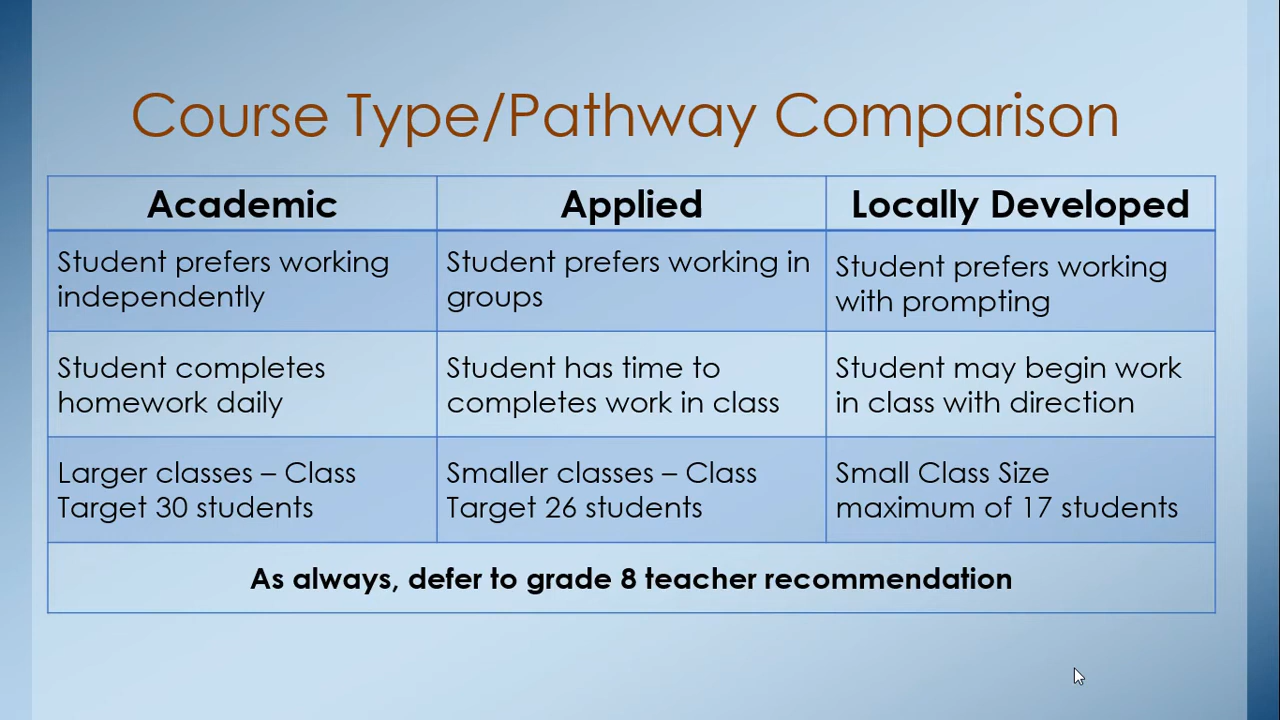 Course Type/Pathway Comparison
Academic
Applied
Locally Developed
Student prefers working
independently
Student prefers working in
groups
Student prefers working
with prompting
Student completes
homework daily
Student has time to
completes work in class
Student may begin work
in class with direction
Larger classes – Class
Target 30 students
Smaller classes – Class
Target 26 students
Small Class Size
maximum of 17 students
As always, defer to grade 8 teacher recommendation